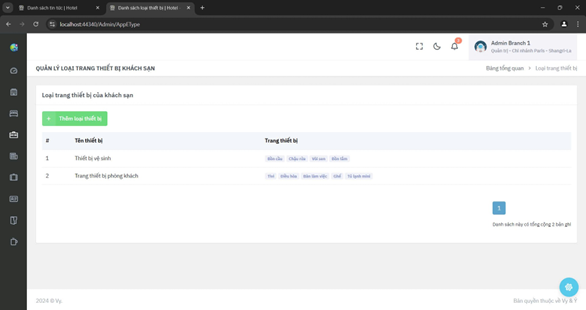 Danh sách tin tức | Hotel
Danh sách loại thiết bị | Hotel
localhost:44340/Admin/AppEType
5
Admin Branch 1
Quản trị - Chi nhánh Paris - Shangri-La
QUẢN LÝ LOẠI TRANG THIẾT BỊ KHÁCH SẠN
Bảng tổng quan > Loại trang thiết bị
Loại trang thiết bị của khách sạn
+ Thêm loại thiết bị
# Tên thiết bị Trang thiết bị
1 Thiết bị vệ sinh Bồn cầu Chậu rửa Vòi sen Bồn tắm
2 Trang thiết bị phòng khách Tivi Điều hòa Bàn làm việc Ghế Tủ lạnh mini
1
Danh sách này có tổng cộng 2 bản ghi
2024 © Vy.
Bản quyền thuộc về Vy & Ý